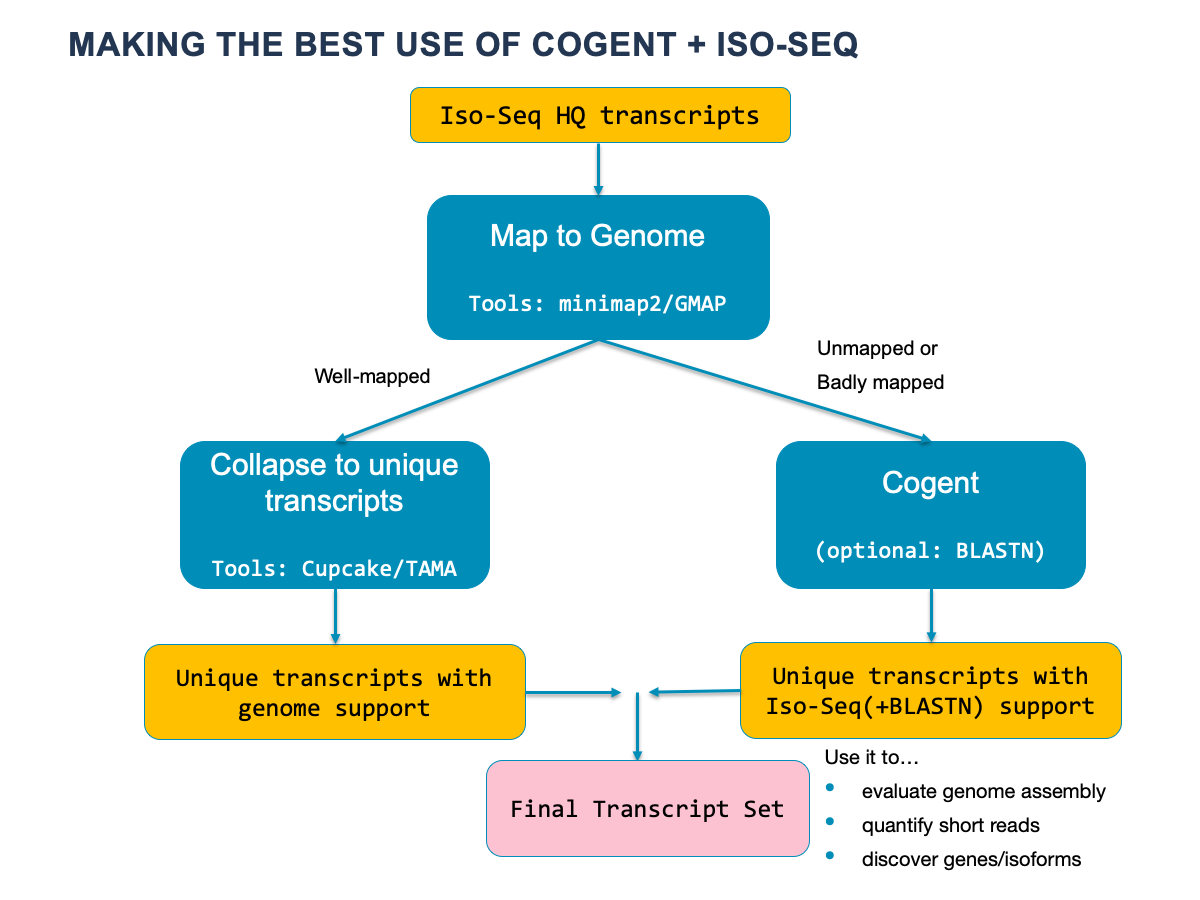 MAKING THE BEST USE OF COGENT + ISO-SEQ
Iso-Seq HQ transcripts
Map to Genome
Tools: minimap2/GMAP
Well-mapped
Unmapped or
Badly mapped
Collapse to unique
transcripts
Tools: Cupcake/TAMA
Cogent
(optional: BLASTN)
Unique transcripts with
genome support
Unique transcripts with
Iso-Seq(+BLASTN) support
Final Transcript Set
Use it to…
• evaluate genome assembly
• quantify short reads
• discover genes/isoforms